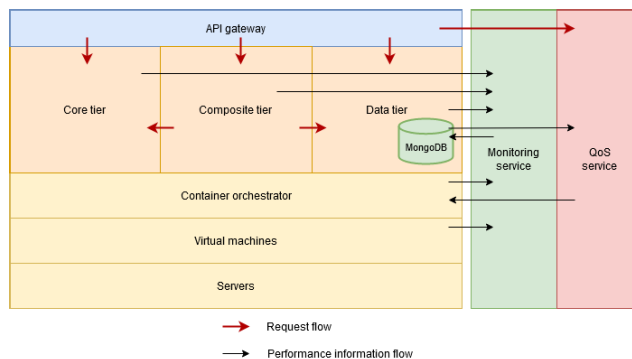 API gateway
Core tier
Composite tier
Data tier
MongoDB
Monitoring
service
QoS
service
Container orchestrator
Virtual machines
Servers
Request flow
Performance information flow